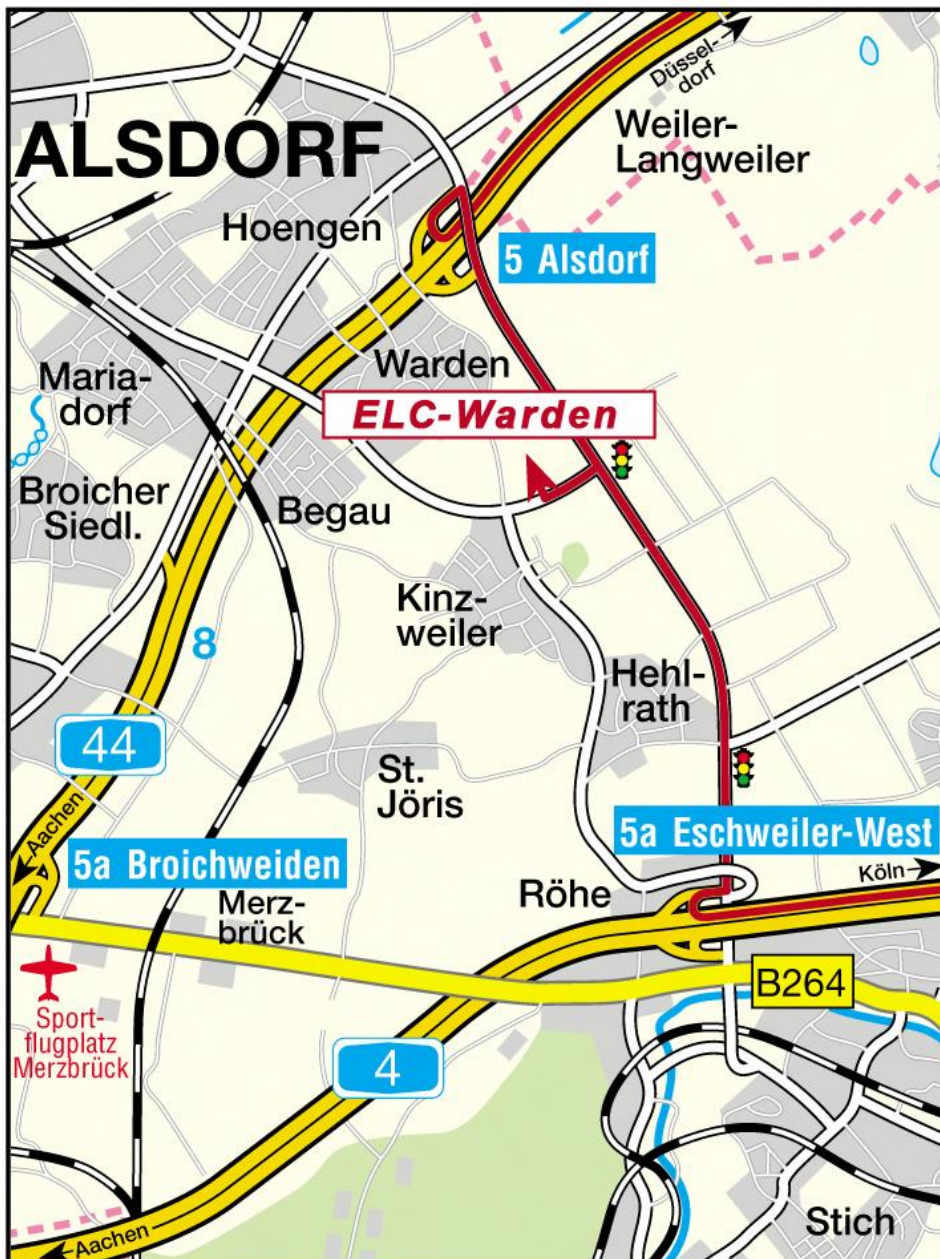 Düssel-
dorf
Weiler-
Langweiler
ALSDORF
Hoengen
5 Alsdorf
Warden
Maria-
dorf
ELC-Warden
Broicher
Siedl.
Begau
Kinz-
weiler
8
Hehl-
rath
44
St.
Jöris
Aachen
5a Broichweiden
5a Eschweiler-West
Köln
Röhe
Merz-
brück
B264
Sport-
flugplatz
Merzbrück
4
Stich
Aachen